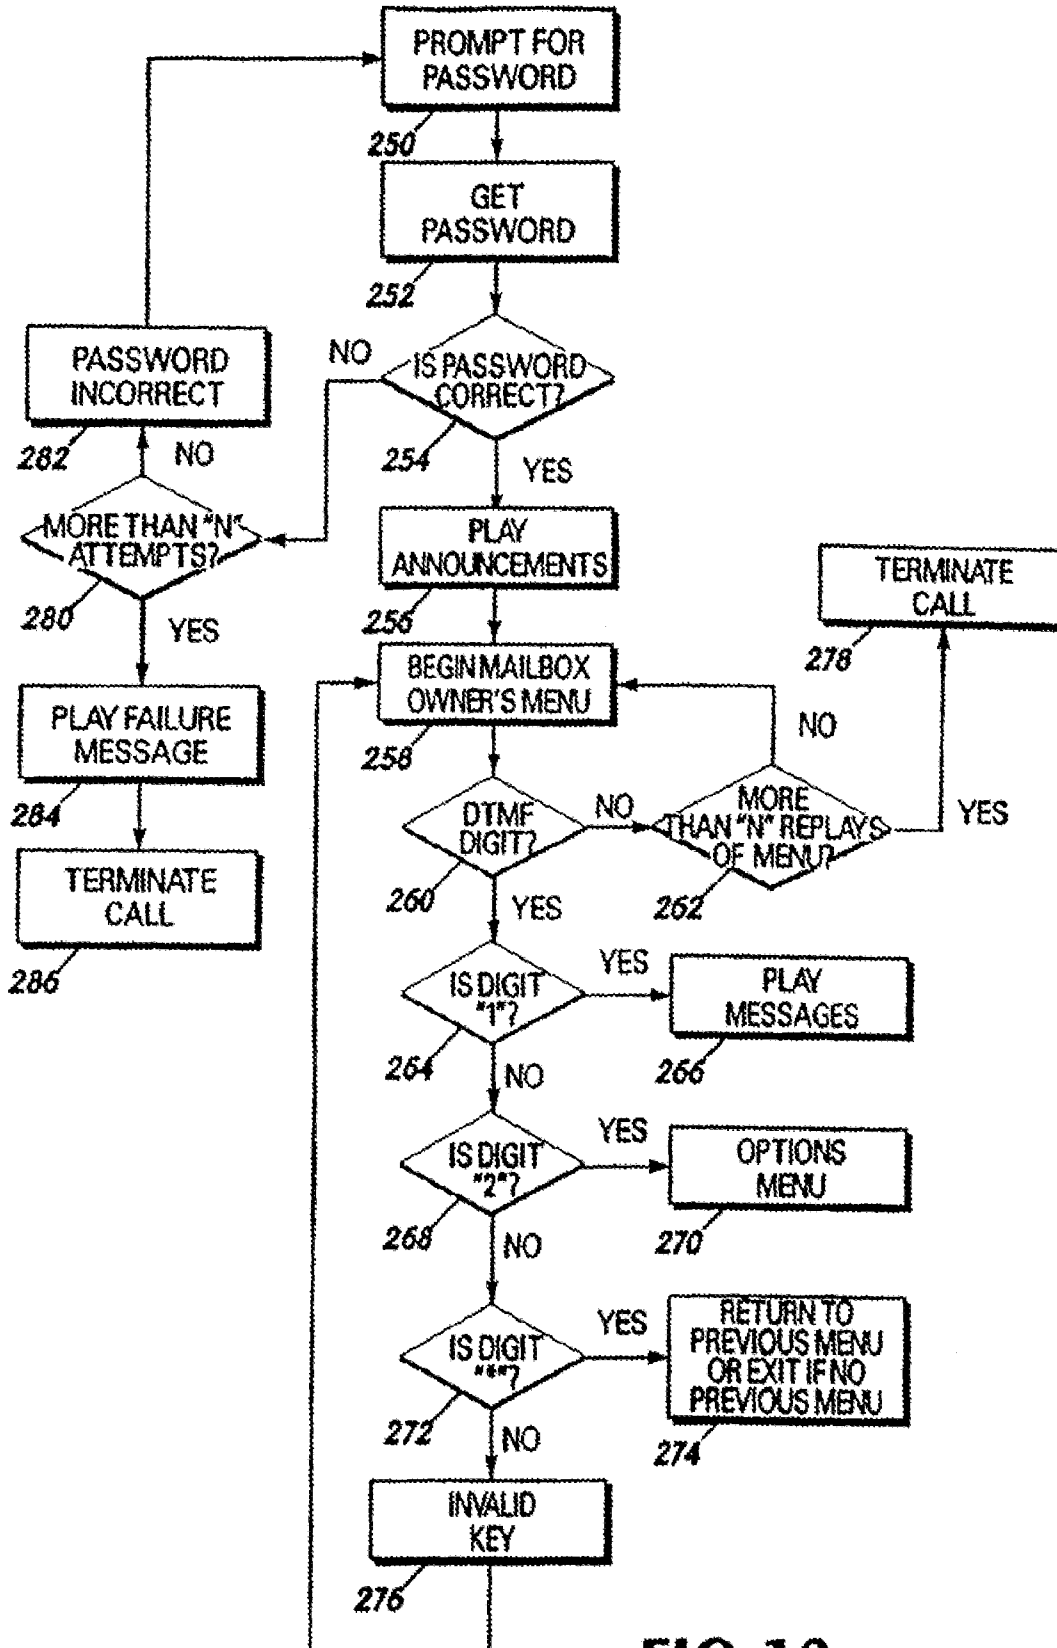 PROMPT FOR
PASSWORD
250
GET
PASSWORD
252
IS PASSWORD
CORRECT?
254
NO
YES
PASSWORD
INCORRECT
282
NO
MORE THAN "N"
ATTEMPTS?
280
YES
PLAY FAILURE
MESSAGE
284
TERMINATE
CALL
286
PLAY
ANNOUNCEMENTS
256
BEGIN MAILBOX
OWNER'S MENU
258
TERMINATE
CALL
278
NO
DTMF
DIGIT?
260
NO
MORE
THAN "N" REPLAYS
OF MENU?
262
YES
YES
IS DIGIT
"1"?
264
YES
PLAY
MESSAGES
266
NO
IS DIGIT
"2"?
268
YES
OPTIONS
MENU
270
NO
IS DIGIT
"*"?
272
YES
RETURN TO
PREVIOUS MENU
OR EXIT IF NO
PREVIOUS MENU
274
NO
INVALID
KEY
276